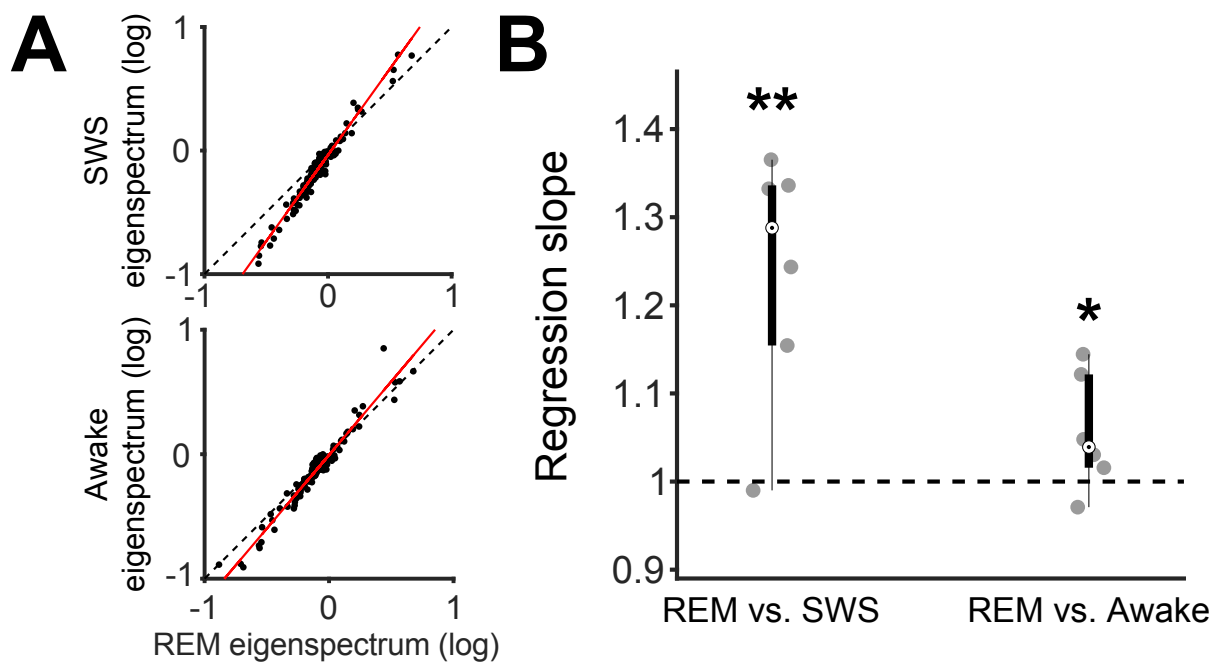 A
SWS
eigenspectrum (log)
1
0
-1
-1
0
1
Awake
eigenspectrum (log)
1
0
-1
-1
0
1
REM eigenspectrum (log)
B
Regression slope
1.4
1.3
1.2
1.1
1
0.9
**
*
REM vs. SWS
REM vs. Awake